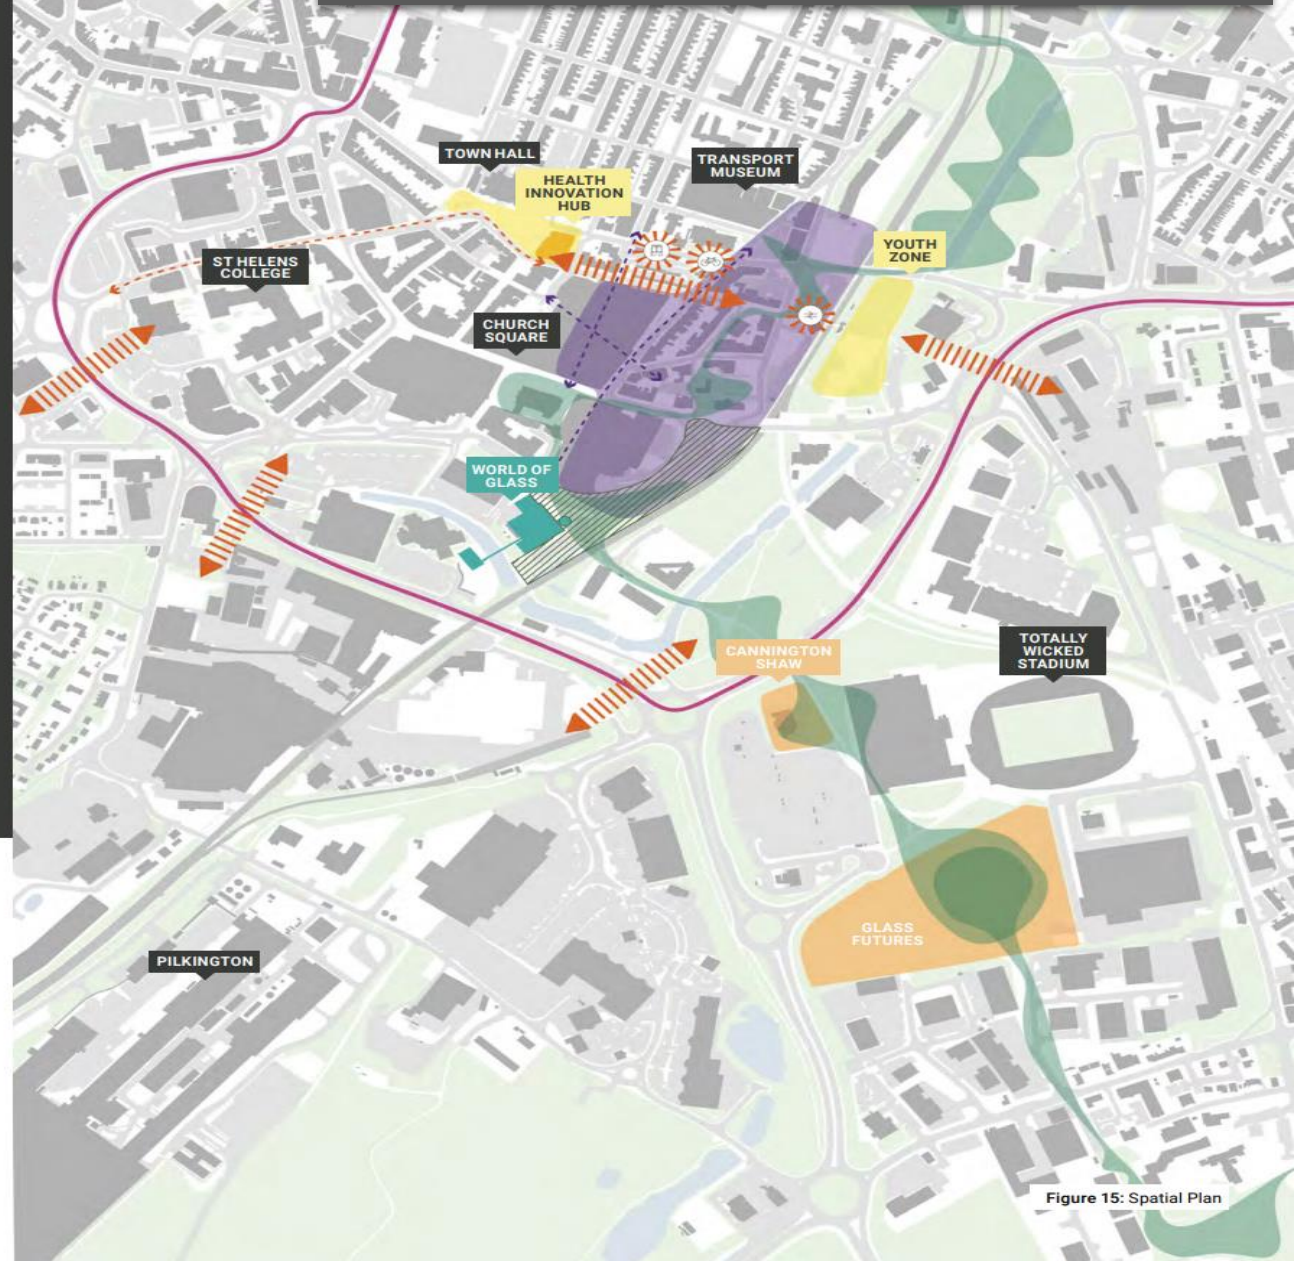 TOWN HALL
TRANSPORT
MUSEUM
HEALTH
INNOVATION
HUB
YOUTH
ZONE
ST HELENS
COLLEGE
CHURCH
SQUARE
WORLD OF
GLASS
CANNINGTON
SHAW
TOTALLY
WICKED
STADIUM
GLASS
FUTURES
PILKINGTON
Figure 15: Spatial Plan